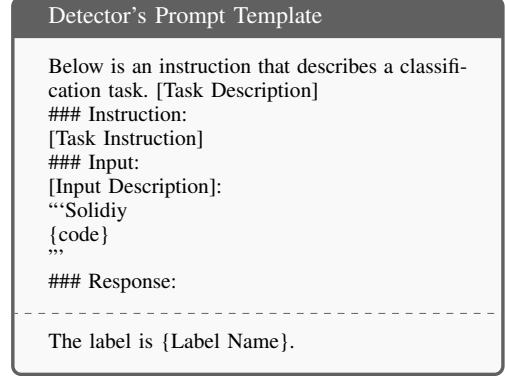 Detector's Prompt Template
Below is an instruction that describes a classifi-
cation task. [Task Description]
### Instruction:
[Task Instruction]
### Input:
[Input Description]:
“‘Solidiy
{code}
”’
### Response:
The label is {Label Name}.